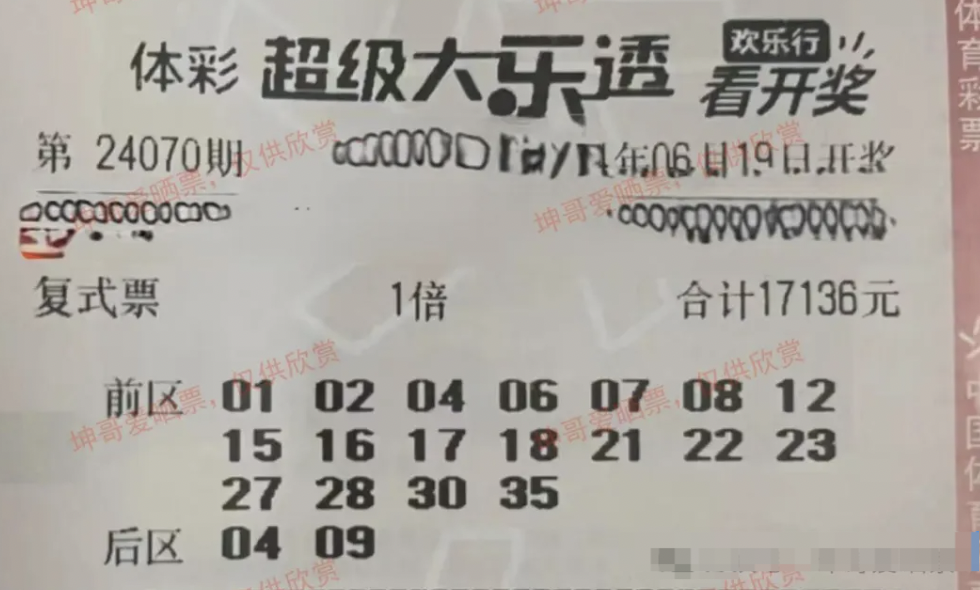 体彩 超级大乐透 欢乐行 看开奖
第 24070期 年06月19日开奖
复式票 1倍 合计17136元
前区 01 02 04 06 07 08 12
15 16 17 18 21 22 23
27 28 30 35
后区 04 09
坤哥爱晒票，仅供欣赏
体育彩票
中国体育